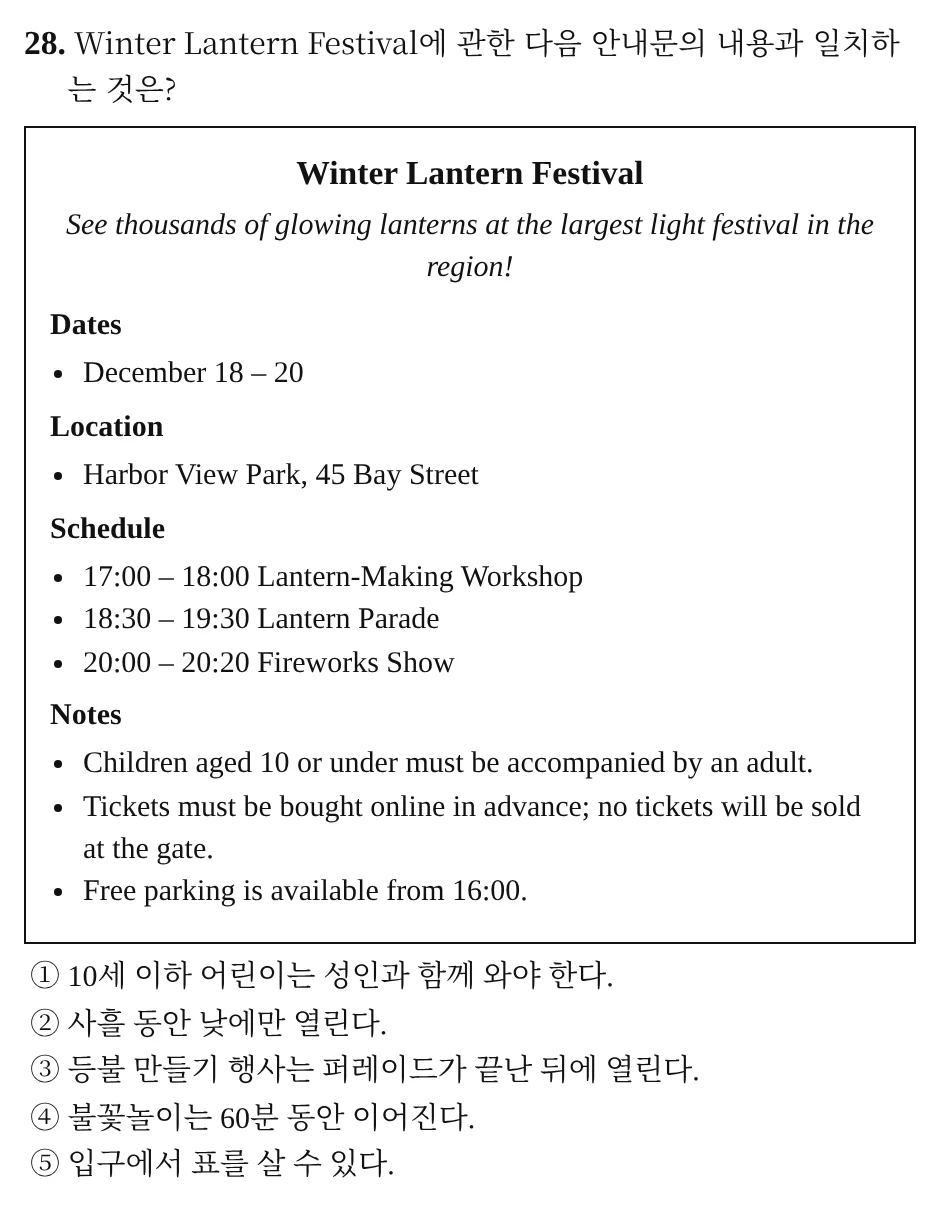 28. Winter Lantern Festival에 관한 다음 안내문의 내용과 일치하
는 것은?
Winter Lantern Festival
See thousands of glowing lanterns at the largest light festival in the
region!
Dates
• December 18 – 20
Location
• Harbor View Park, 45 Bay Street
Schedule
• 17:00 – 18:00 Lantern-Making Workshop
• 18:30 – 19:30 Lantern Parade
• 20:00 – 20:20 Fireworks Show
Notes
• Children aged 10 or under must be accompanied by an adult.
• Tickets must be bought online in advance; no tickets will be sold
at the gate.
• Free parking is available from 16:00.
① 10세 이하 어린이는 성인과 함께 와야 한다.
② 사흘 동안 낮에만 열린다.
③ 등불 만들기 행사는 퍼레이드가 끝난 뒤에 열린다.
④ 불꽃놀이는 60분 동안 이어진다.
⑤ 입구에서 표를 살 수 있다.